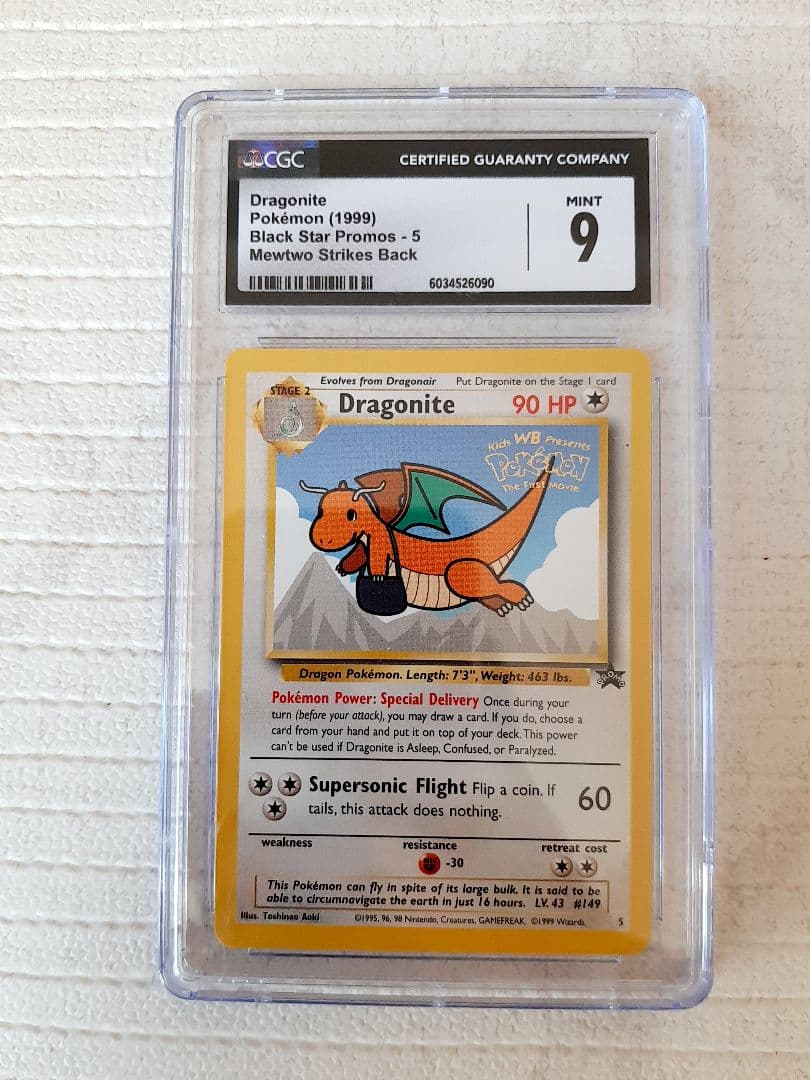 CGC
CERTIFIED GUARANTY COMPANY
Dragonite
Pokémon (1999)
Black Star Promos - 5
Mewtwo Strikes Back
MINT
9
6034526090
STAGE 2
Evolves from Dragonair
Put Dragonite on the Stage 1 card
Dragonite
90 HP
Kids WB Presents
POKéMON
The First Movie
Dragon Pokémon. Length: 7'3", Weight: 463 lbs.
PROMO
Pokémon Power: Special Delivery Once during your
turn (before your attack), you may draw a card. If you do, choose a
card from your hand and put it on top of your deck. This power
can't be used if Dragonite is Asleep, Confused, or Paralyzed.
Supersonic Flight Flip a coin. If
tails, this attack does nothing.
60
weakness
resistance
retreat cost
-30
This Pokémon can fly in spite of its large bulk. It is said to be
able to circumnavigate the earth in just 16 hours. LV. 43 #149
Illus. Toshinao Aoki
©1995, 96, 98 Nintendo, Creatures, GAMEFREAK. ©1999 Wizards.
5